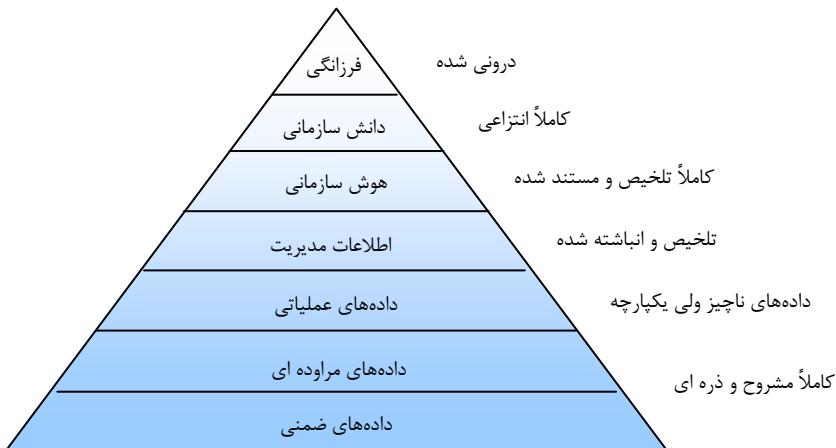 فرزانگی
درونی شده
دانش سازمانی
کاملاً انتزاعی
هوش سازمانی
کاملاً تلخیص و مستند شده
اطلاعات مدیریت
تلخیص و انباشته شده
داده‌های عملیاتی
داده‌های ناچیز ولی یکپارچه
داده‌های مراوده ای
کاملاً مشروح و ذره ای
داده‌های ضمنی